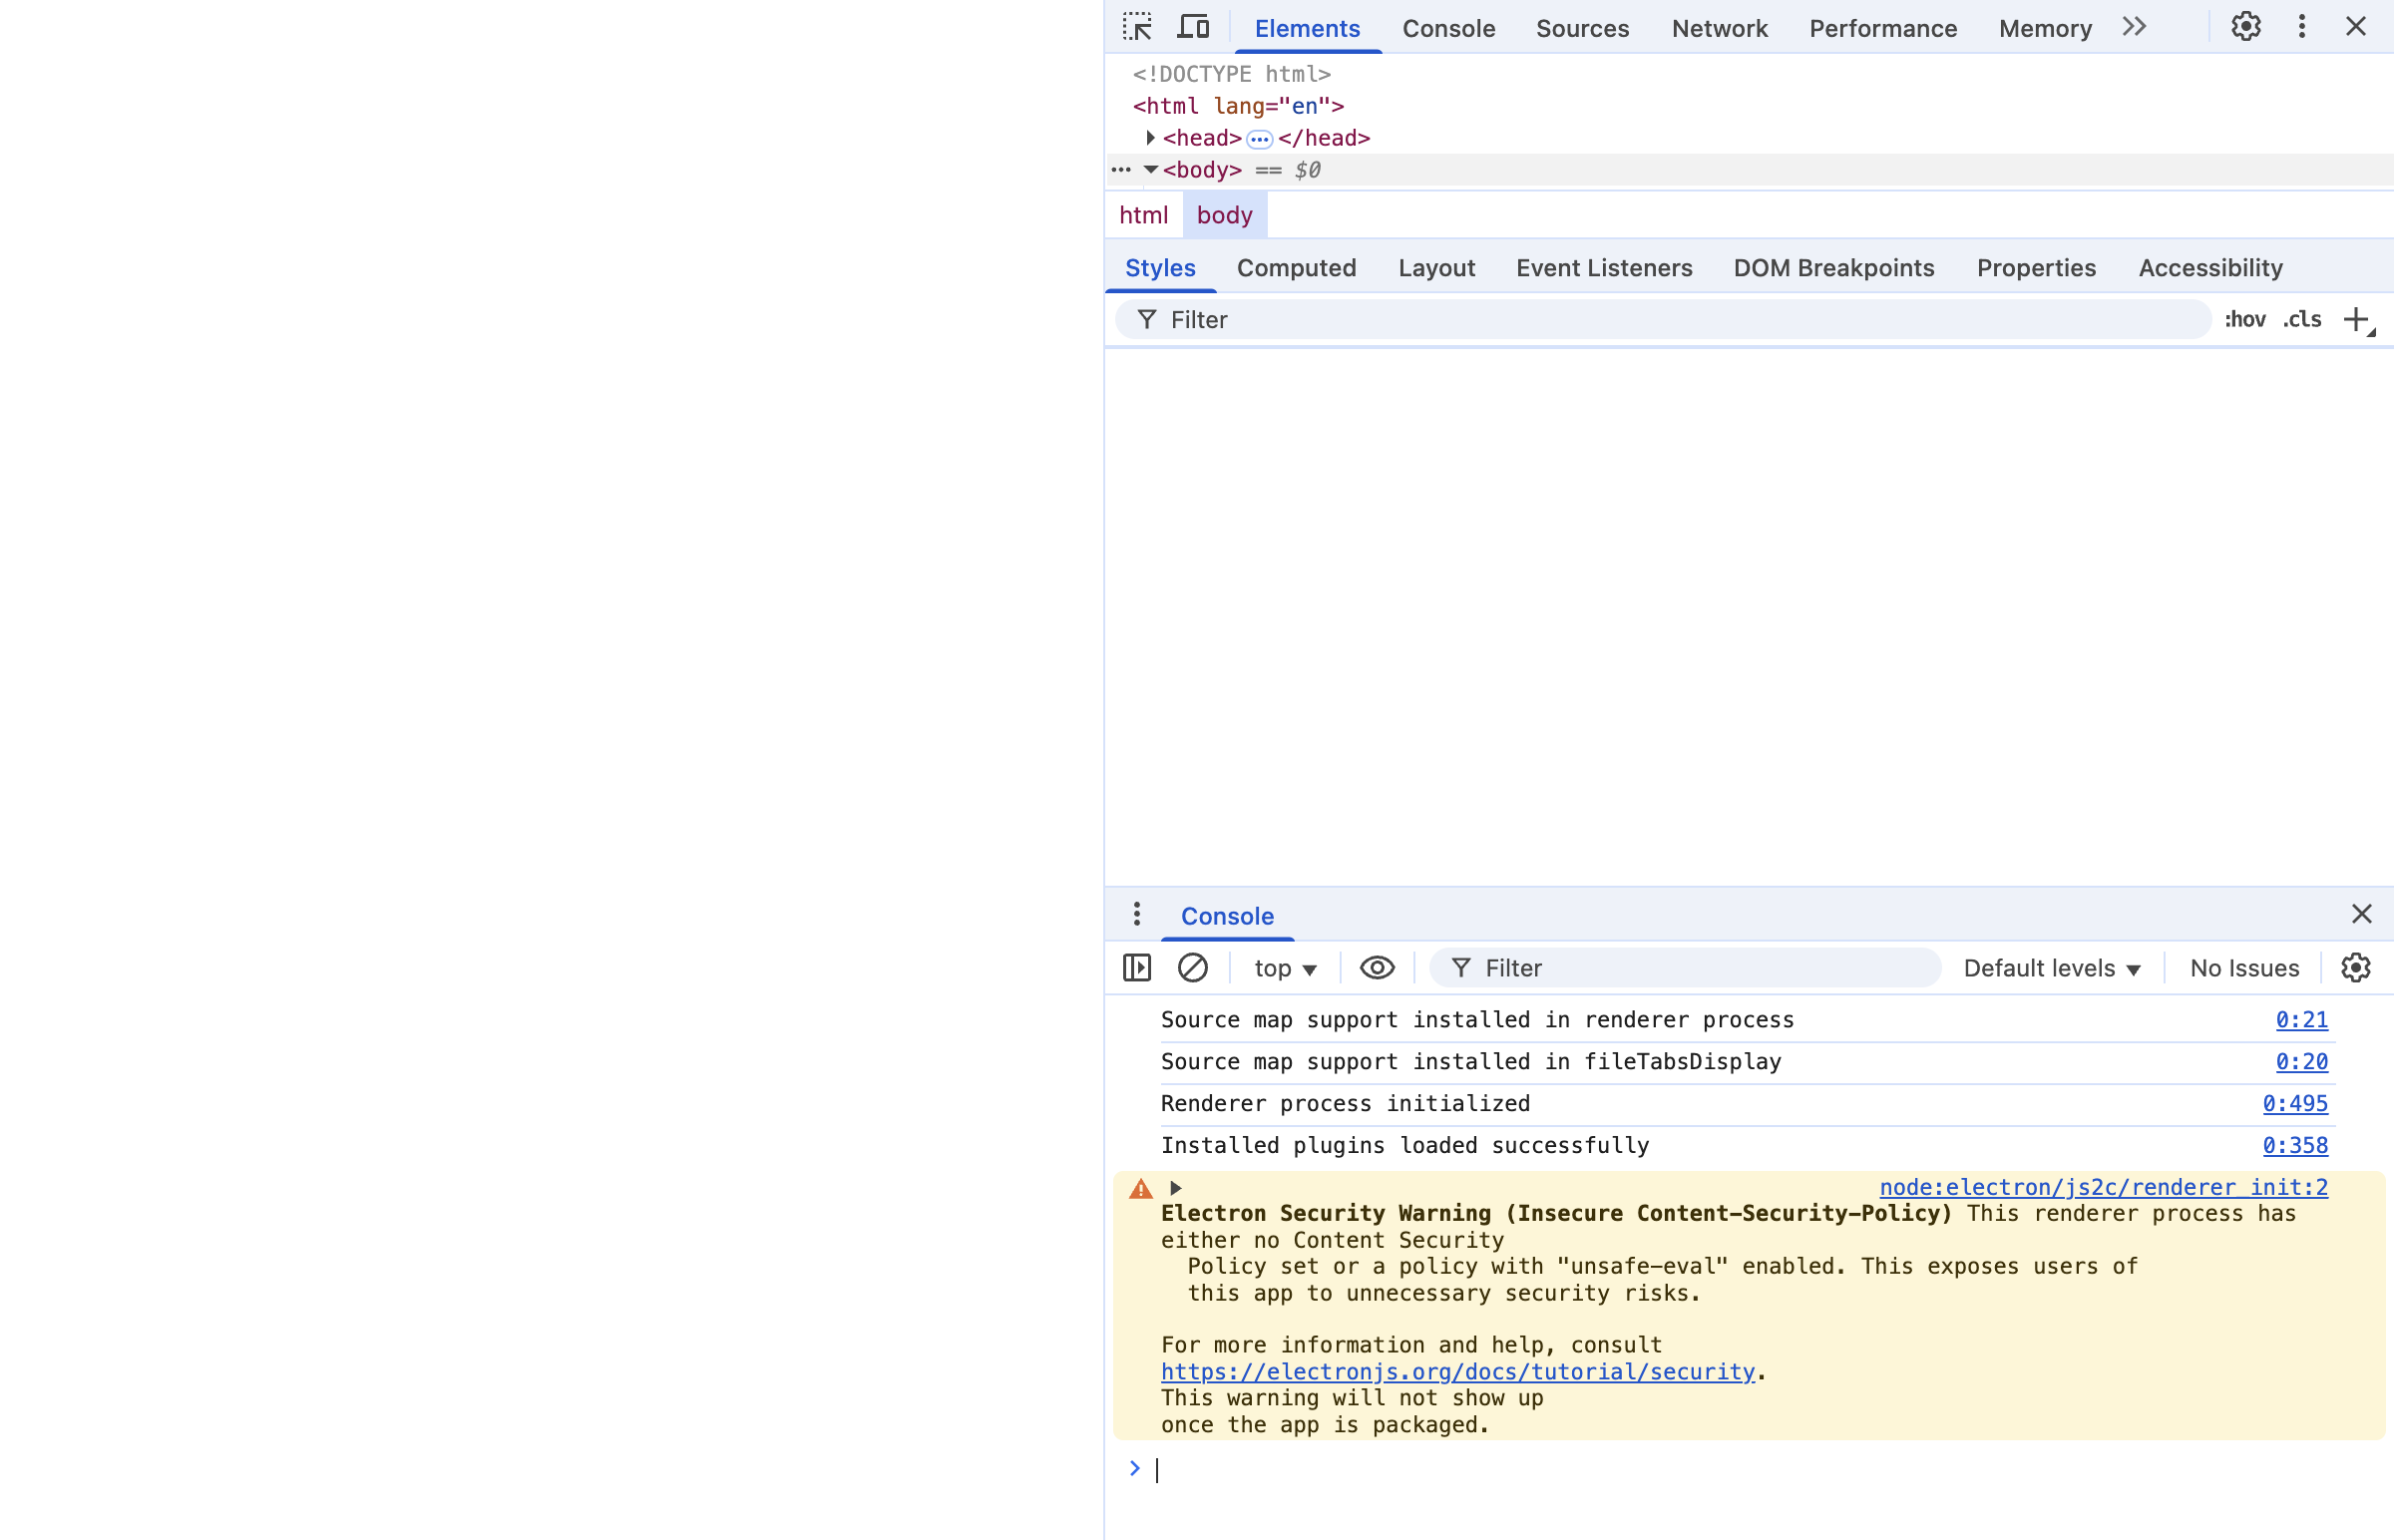 Elements Console Sources Network Performance Memory
<!DOCTYPE html>
<html lang="en">
<head> ... </head>
... <body> == $0
html body
Styles Computed Layout Event Listeners DOM Breakpoints Properties Accessibility
Filter :hov .cls
Console
top Filter Default levels No Issues
Source map support installed in renderer process 0:21
Source map support installed in fileTabsDisplay 0:20
Renderer process initialized 0:495
Installed plugins loaded successfully 0:358
node:electron/js2c/renderer_init:2
Electron Security Warning (Insecure Content-Security-Policy) This renderer process has
either no Content Security
Policy set or a policy with "unsafe-eval" enabled. This exposes users of
this app to unnecessary security risks.
For more information and help, consult
https://electronjs.org/docs/tutorial/security.
This warning will not show up
once the app is packaged.